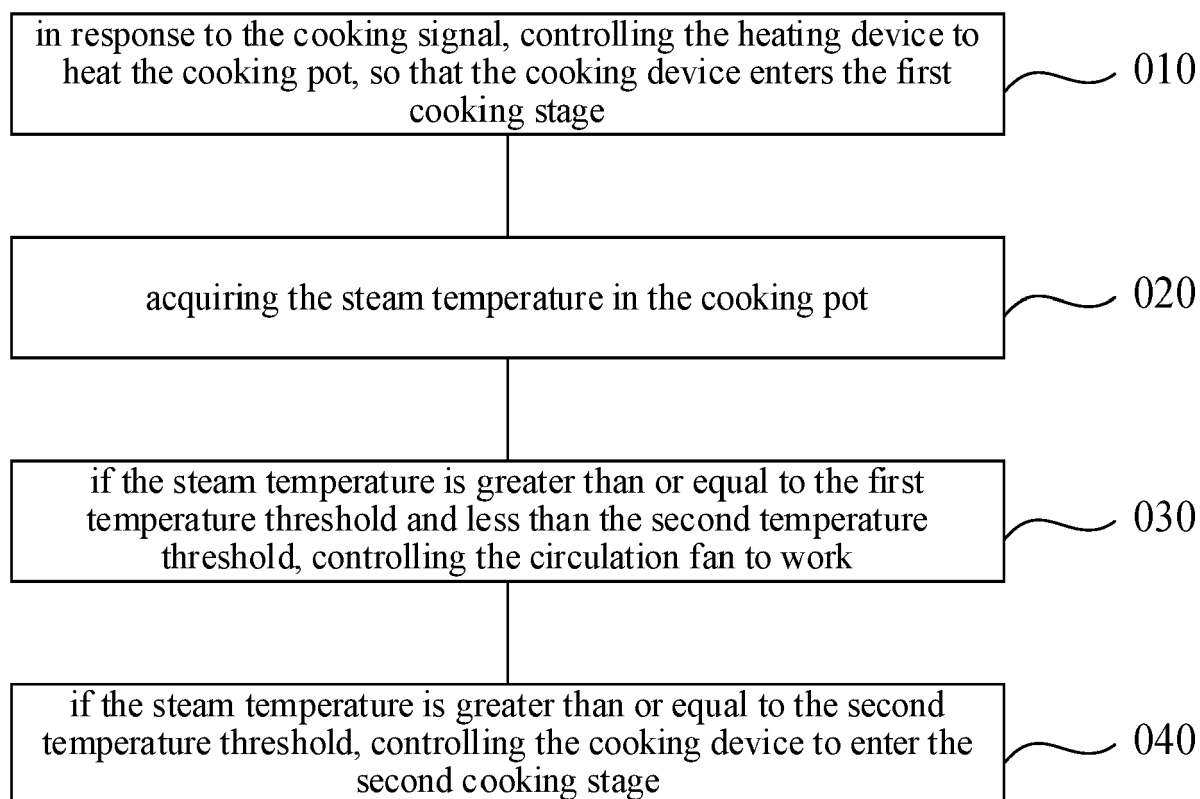 in response to the cooking signal, controlling the heating device to
heat the cooking pot, so that the cooking device enters the first
cooking stage
010
acquiring the steam temperature in the cooking pot
020
if the steam temperature is greater than or equal to the first
temperature threshold and less than the second temperature
threshold, controlling the circulation fan to work
030
if the steam temperature is greater than or equal to the second
temperature threshold, controlling the cooking device to enter the
second cooking stage
040